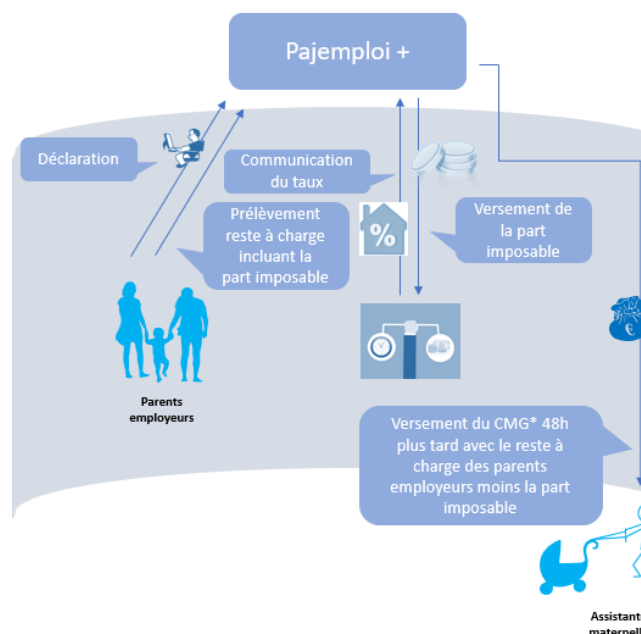 Pajemploi +
Déclaration
Communication
du taux
Prélèvement
reste à charge
incluant la
part imposable
Versement de
la part
imposable
%
Parents
employeurs
€
Versement du CMG* 48h
plus tard avec le reste à
charge des parents
employeurs moins la part
imposable
Assistant
maternell